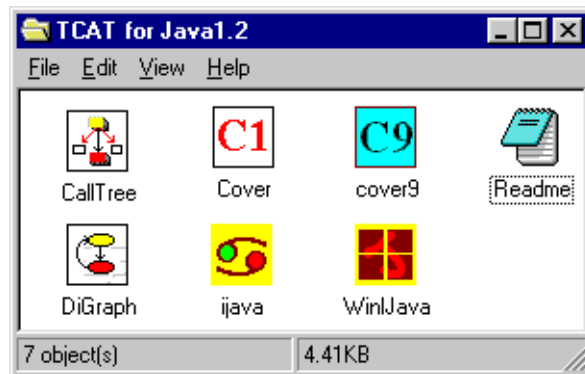 TCAT for Java1.2
File Edit View Help
C1 C9
CallTree Cover cover9 Readme
DiGraph ijava WinIJava
7 object(s) 4.41KB